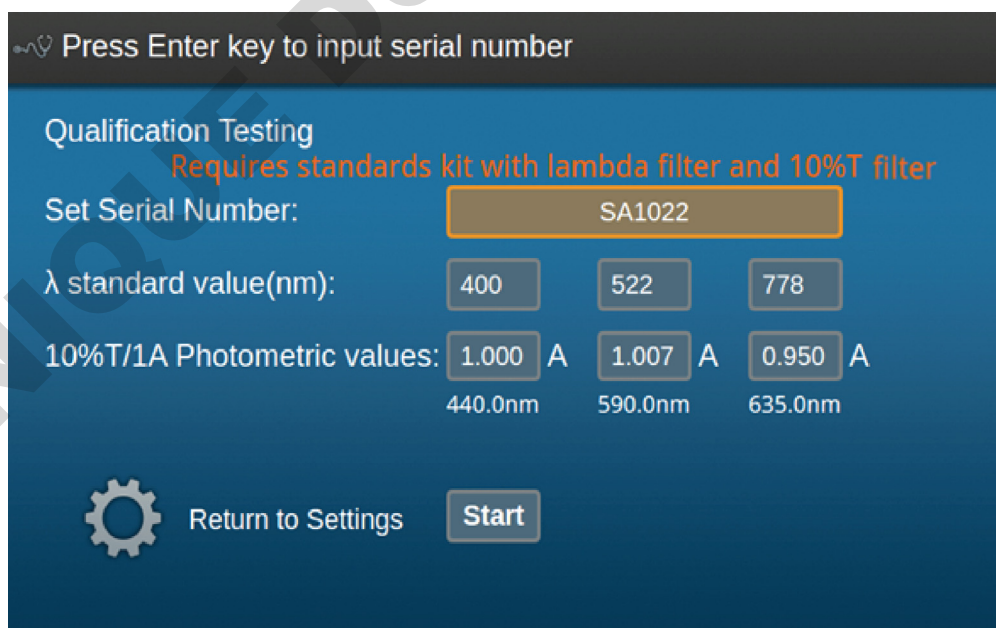 Press Enter key to input serial number
Qualification Testing
Requires standards kit with lambda filter and 10%T filter
Set Serial Number: SA1022
λ standard value(nm): 400 522 778
10%T/1A Photometric values: 1.000 A 1.007 A 0.950 A
440.0nm 590.0nm 635.0nm
Return to Settings Start